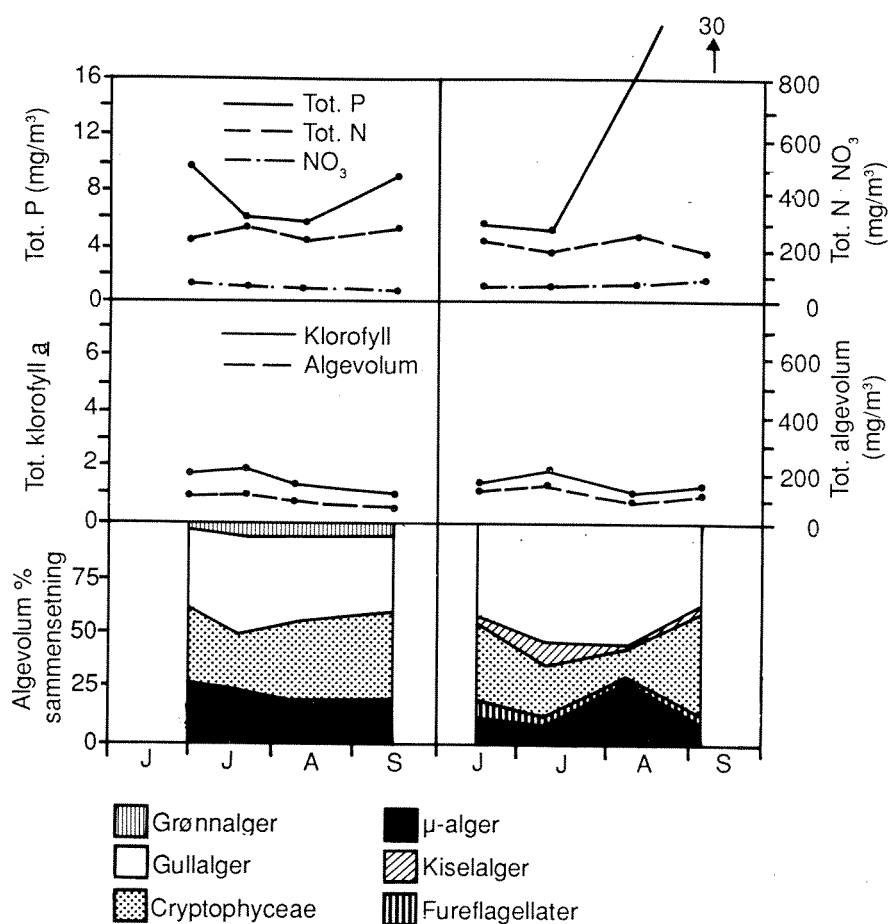 30
16
12
8
4
0
Tot. P (mg/m³)
Tot. P
Tot. N
NO₃
800
600
400
200
0
Tot. N · NO₃
(mg/m³)
6
4
2
0
Tot. klorofyll a
Klorofyll
Algevolum
600
400
200
0
Tot. algevolum
(mg/m³)
75
50
25
0
Algevolum %
sammensetning
J J A S J J A S
Grønnalger
Gullalger
Cryptophyceae
µ-alger
Kiselalger
Fureflagellater